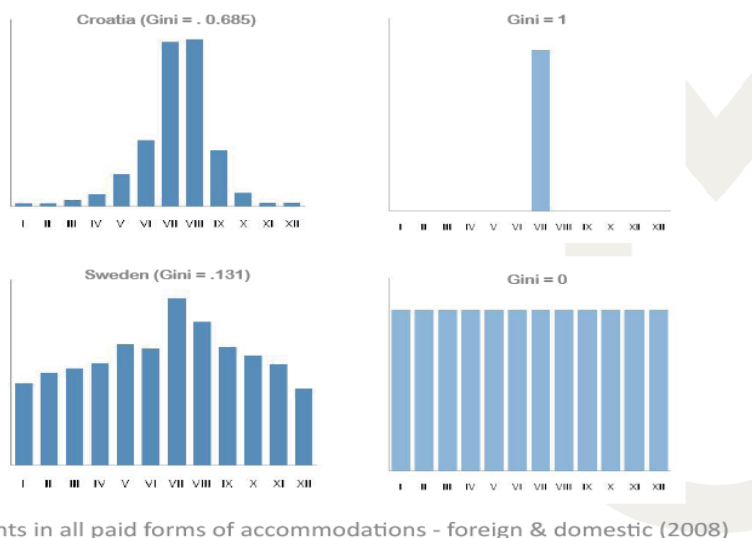 Croatia (Gini = . 0.685)
I II III IV V VI VII VIII IX X XI XII
Gini = 1
I II III IV V VI VII VIII IX X XII XII
Sweden (Gini = .131)
I II III IV V VI VII VIII IX X XI XII
Gini = 0
I II III IV V VI VII VIII IX X XI XII
nts in all paid forms of accommodations - foreign & domestic (2008)